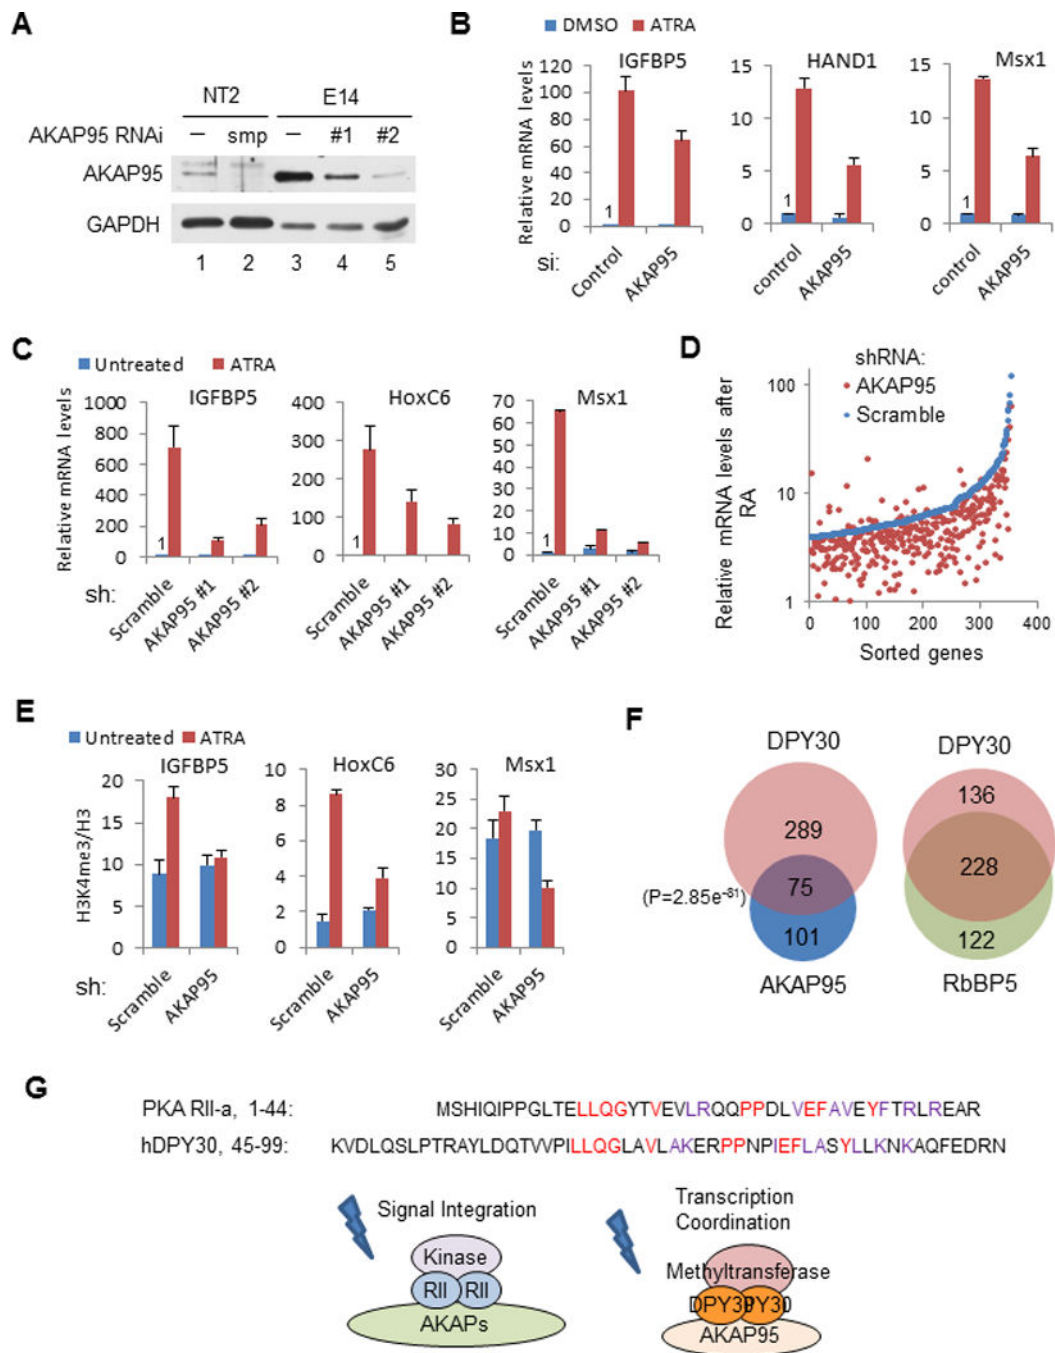 A
NT2 E14
AKAP95 RNAi – smp – #1 #2
AKAP95
GAPDH
1 2 3 4 5
B
DMSO ATRA
IGFBP5 HAND1 Msx1
Relative mRNA levels
120 100 80 60 40 20 0
15 10 5 0
15 10 5 0
1 1 1
si: Control AKAP95 control AKAP95 control AKAP95
C
Untreated ATRA
IGFBP5 HoxC6 Msx1
Relative mRNA levels
1000 800 600 400 200 0
400 300 200 100 0
70 60 50 40 30 20 10 0
1 1 1
sh: Scramble AKAP95 #1 AKAP95 #2 Scramble AKAP95 #1 AKAP95 #2 Scramble AKAP95 #1 AKAP95 #2
D
shRNA:
AKAP95
Scramble
Relative mRNA levels after
RA
100
10
1
0 100 200 300 400
Sorted genes
E
Untreated ATRA
IGFBP5 HoxC6 Msx1
H3K4me3/H3
20 15 10 5 0
10 8 6 4 2 0
30 25 20 15 10 5 0
sh: Scramble AKAP95 Scramble AKAP95 Scramble AKAP95
F
DPY30 DPY30
289 136
75 228
(P=2.85e-81)
101 122
AKAP95 RbBP5
G
PKA RII-a, 1-44: MSHIQIPPGLTELLQGYTVEVLRQQPPDLVEFAVEYFTRLREAR
hDPY30, 45-99: KVDLQSLPTRAYLDQTVVPILLQGLAVLAKERPPNPIEFLASYLLKNKAQFEDRN
Signal Integration
Kinase
RII RII
AKAPs
Transcription
Coordination
Methyltransferase
DPY30 PY30
AKAP95